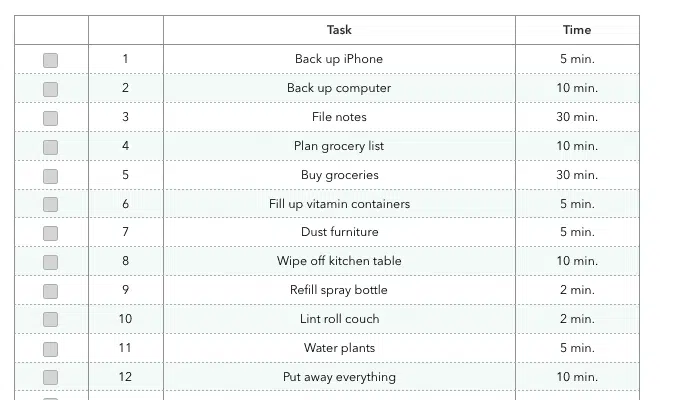 Task Time
1 Back up iPhone 5 min.
2 Back up computer 10 min.
3 File notes 30 min.
4 Plan grocery list 10 min.
5 Buy groceries 30 min.
6 Fill up vitamin containers 5 min.
7 Dust furniture 5 min.
8 Wipe off kitchen table 10 min.
9 Refill spray bottle 2 min.
10 Lint roll couch 2 min.
11 Water plants 5 min.
12 Put away everything 10 min.